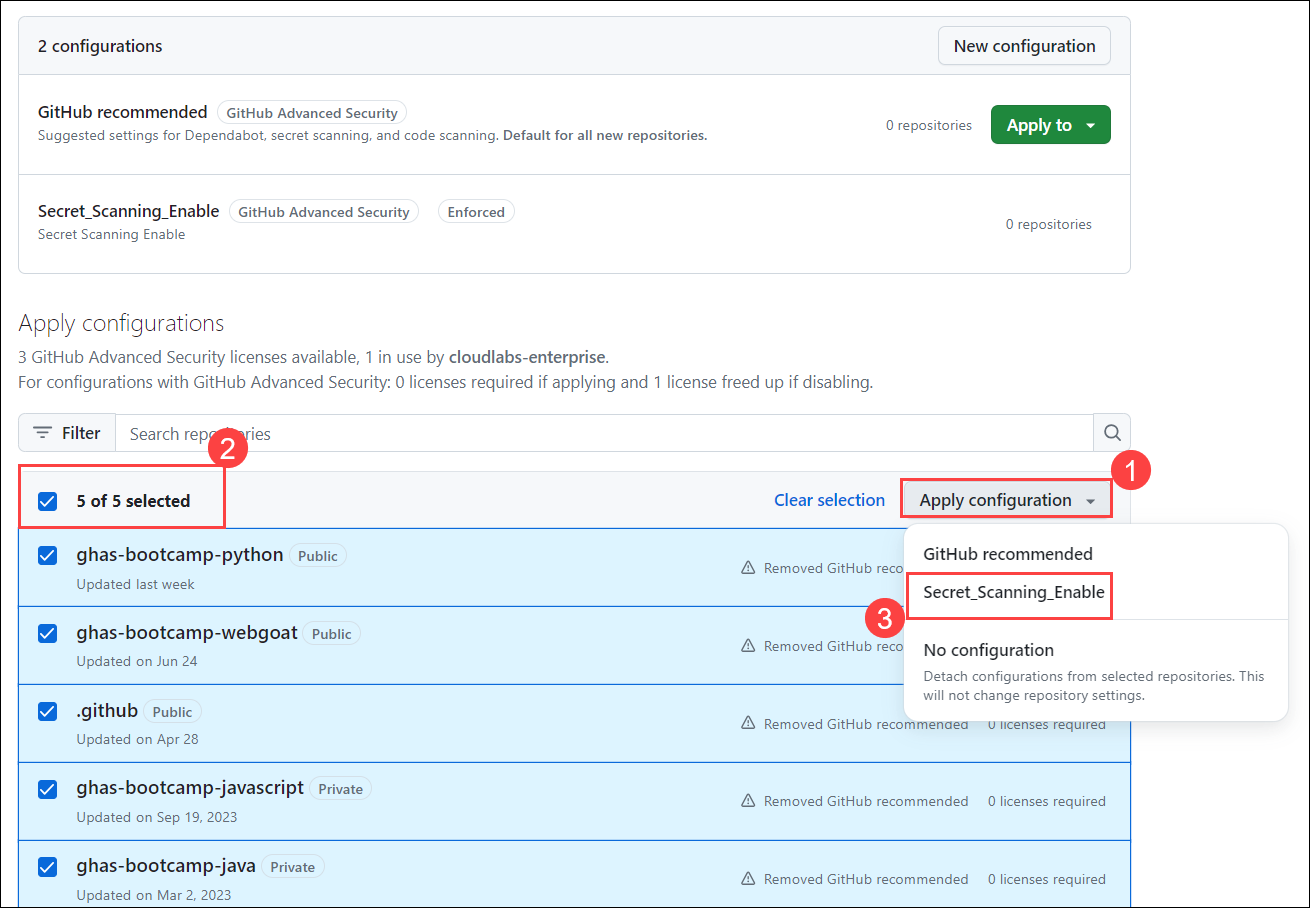 2 configurations
New configuration
GitHub recommended GitHub Advanced Security
Suggested settings for Dependabot, secret scanning, and code scanning. Default for all new repositories.
0 repositories
Apply to
Secret_Scanning_Enable GitHub Advanced Security Enforced
Secret Scanning Enable
0 repositories
Apply configurations
3 GitHub Advanced Security licenses available, 1 in use by cloudlabs-enterprise.
For configurations with GitHub Advanced Security: 0 licenses required if applying and 1 license freed up if disabling.
Filter
Search repositories
2
1
5 of 5 selected
Clear selection
Apply configuration
GitHub recommended
Secret_Scanning_Enable
3
No configuration
Detach configurations from selected repositories. This
will not change repository settings.
ghas-bootcamp-python Public
Updated last week
Removed GitHub reco
ghas-bootcamp-webgoat Public
Updated on Jun 24
Removed GitHub reco
.github Public
Updated on Apr 28
Removed GitHub recommended 0 licenses required
ghas-bootcamp-javascript Private
Updated on Sep 19, 2023
Removed GitHub recommended 0 licenses required
ghas-bootcamp-java Private
Updated on Mar 2, 2023
Removed GitHub recommended 0 licenses required